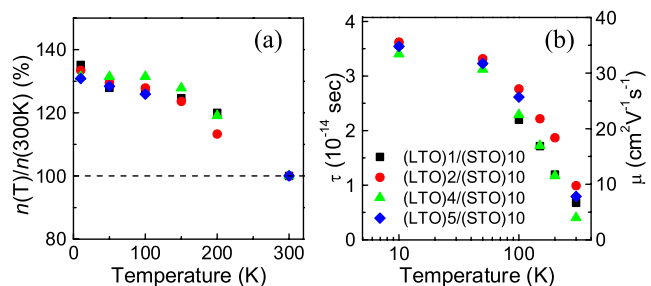 (a)
n(T)/n(300K) (%)
140
120
100
80
0 100 200 300
Temperature (K)
(b)
τ (10⁻¹⁴ sec)
4
3
2
1
0
10 100
Temperature (K)
μ (cm²V⁻¹s⁻¹)
40
30
20
10
0
(LTO)1/(STO)10
(LTO)2/(STO)10
(LTO)4/(STO)10
(LTO)5/(STO)10